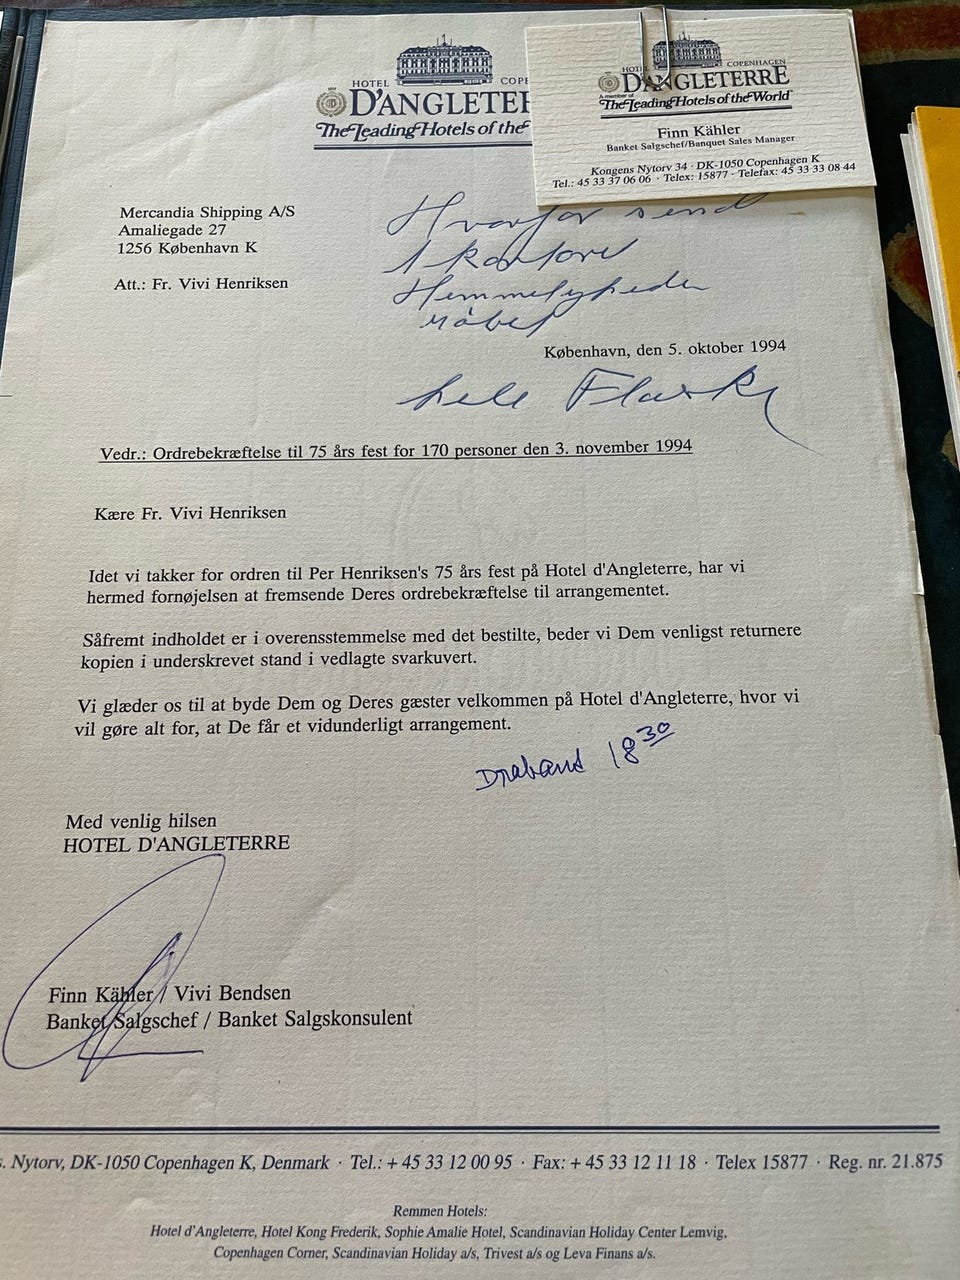 HOTEL COPE
D'ANGLETER
The Leading Hotels of the
HOTEL COPENHAGEN
D'ANGLETERRE
A member of
The Leading Hotels of the World
Finn Kähler
Banket Salgschef/Banquet Sales Manager
Kongens Nytorv 34 · DK-1050 Copenhagen K
Tel.: 45 33 37 06 06 · Telex: 15877 · Telefax: 45 33 33 08 44
Mercandia Shipping A/S
Amaliegade 27
1256 København K
Att.: Fr. Vivi Henriksen
Hvorfor send
Hemmelygheden
København, den 5. oktober 1994
Vedr.: Ordrebekræftelse til 75 års fest for 170 personer den 3. november 1994
Kære Fr. Vivi Henriksen
Idet vi takker for ordren til Per Henriksen's 75 års fest på Hotel d'Angleterre, har vi
hermed fornøjelsen at fremsende Deres ordrebekræftelse til arrangementet.
Såfremt indholdet er i overensstemmelse med det bestilte, beder vi Dem venligst returnere
kopien i underskrevet stand i vedlagte svarkuvert.
Vi glæder os til at byde Dem og Deres gæster velkommen på Hotel d'Angleterre, hvor vi
vil gøre alt for, at De får et vidunderligt arrangement.
18 30
Med venlig hilsen
HOTEL D'ANGLETERRE
Finn Kähler / Vivi Bendsen
Banket Salgschef / Banket Salgskonsulent
. Nytorv, DK-1050 Copenhagen K, Denmark · Tel.: + 45 33 12 00 95 · Fax: + 45 33 12 11 18 · Telex 15877 · Reg. nr. 21.875
Remmen Hotels:
Hotel d'Angleterre, Hotel Kong Frederik, Sophie Amalie Hotel, Scandinavian Holiday Center Lemvig,
Copenhagen Corner, Scandinavian Holiday a/s, Trivest a/s og Leva Finans a/s.